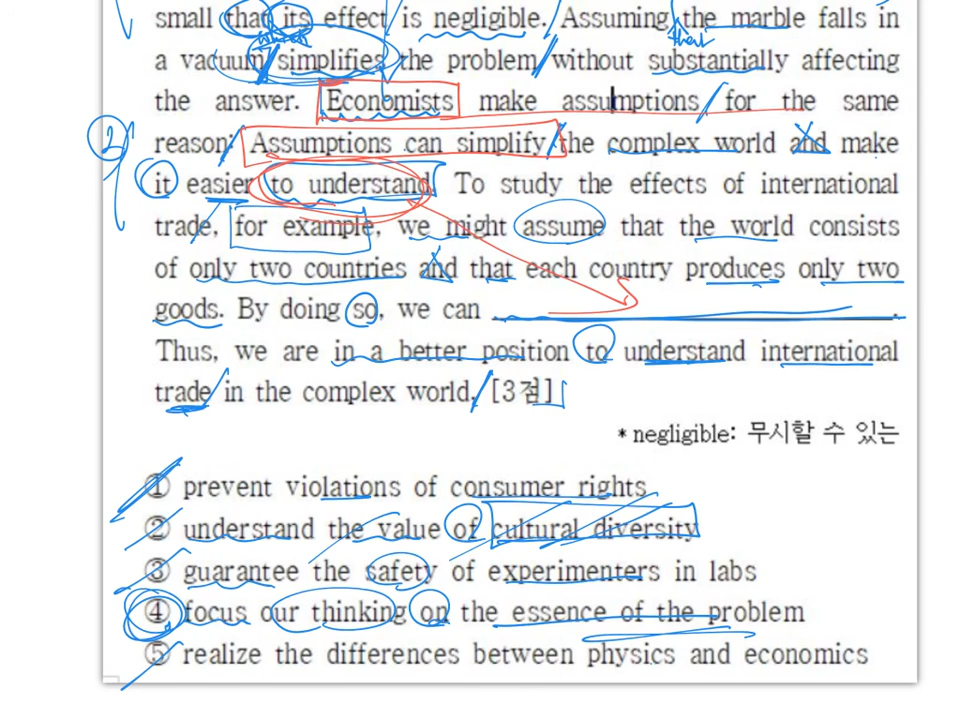 small that its effect is negligible. Assuming the marble falls in
that
a vacuum simplifies the problem without substantially affecting
the answer. Economists make assumptions for the same
reason: Assumptions can simplify the complex world and make
it easier to understand. To study the effects of international
trade, for example, we might assume that the world consists
of only two countries and that each country produces only two
goods. By doing so, we can ____________________.
Thus, we are in a better position to understand international
trade in the complex world. [3점]
* negligible: 무시할 수 있는
① prevent violations of consumer rights
② understand the value of cultural diversity
③ guarantee the safety of experimenters in labs
④ focus our thinking on the essence of the problem
⑤ realize the differences between physics and economics